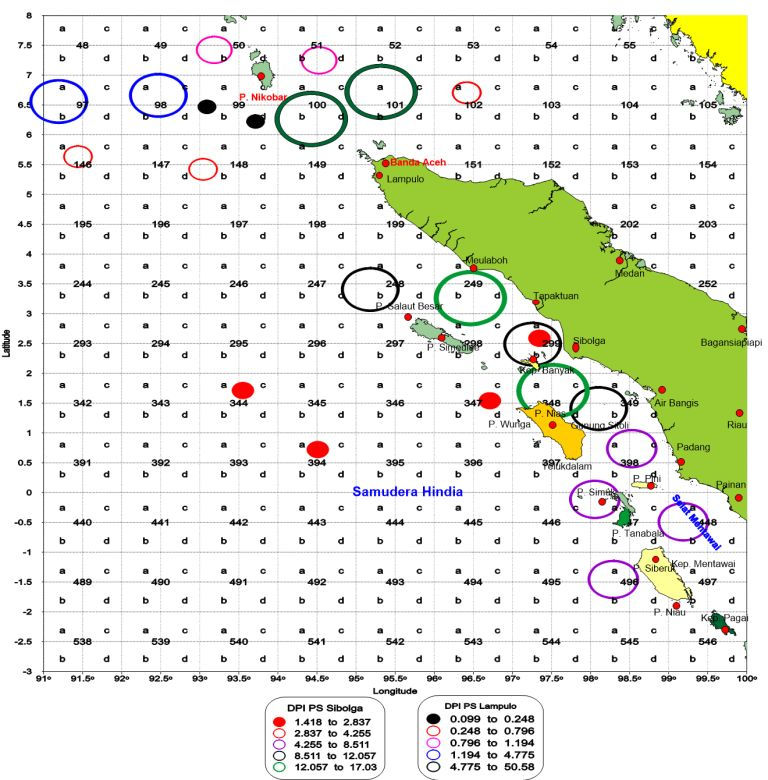 8 a c a c a c a c a c a c a c a c
7.5 48 49 50 51 52 53 54 55
b d b d b d b d b d b d b d b d
7
P. Nikobar
a c a c a c a c a c a c a c a c a
6.5 97 98 99 100 101 102 103 104 105
b d b d b d b d b d b d b d b d b
6
a c a c a c a c
5.5 146 147 148 149 Banda Aceh 151 152 153 154
b d b d b d b d Lampulo
5
a c a c a c a c
4.5 195 196 197 198 199 202 203
b d b d b d b d
4
a c a c a c a c Meulaboh Medan
3.5 244 245 246 247 248 249 252
b d b d b d b d Tapaktuan
3
P. Salaut Besar
a c a c a c a c
2.5 293 294 295 296 297 298 299 Sibolga Bagansiapiapi
P. Simeulue
b d b d b d b d
2 Kep. Banyak
a c a c a c a c
1.5 342 343 344 345 346 347 348 349 Air Bangis
b d b d b d b d P. Wunga P. Nias Gunung Sitoli Riau
1
a c a c a c a c Padang
0.5 391 392 393 394 395 396 397 398
Telukdalam
b d b d b d b d P. Pini Painan
0 Samudera Hindia P. Simuk Selat Mentawai
-0.5 440 441 442 443 444 445 446 448
P. Tanabala
b d b d b d b d
-1
a c a c a c a c P. Siberut Kep. Mentawai
-1.5 489 490 491 492 493 494 495 496 497
b d b d b d b d P. Niau
-2 Kep. Pagai
a c a c a c a c
-2.5 538 539 540 541 542 543 544 545 546
b d b d b d b d
-3
91° 91.5° 92° 92.5° 93° 93.5° 94° 94.5° 95° 95.5° 96° 96.5° 97° 97.5° 98° 98.5° 99° 99.5° 100°
Latitude
Longitude
DPI PS Sibolga
1.418 to 2.837
2.837 to 4.255
4.255 to 8.511
8.511 to 12.057
12.057 to 17.03
DPI PS Lampulo
0.099 to 0.248
0.248 to 0.796
0.796 to 1.194
1.194 to 4.775
4.775 to 50.58